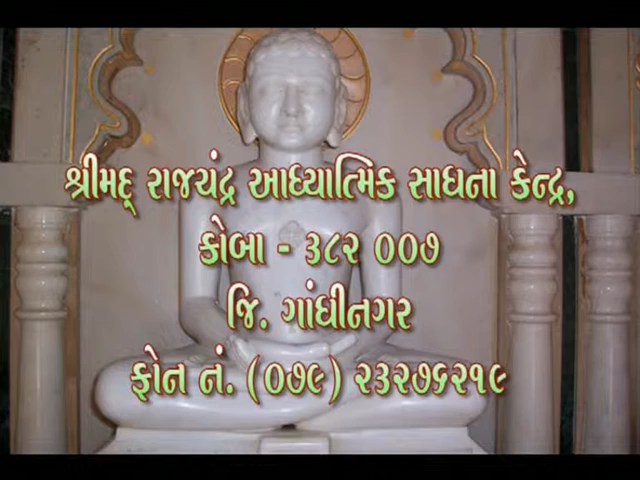 શ્રીમદ્ રાજચંદ્ર આધ્યાત્મિક સાધના કેન્દ્ર,
કોબા - ૩૮૨ ૦૦૭
જિ. ગાંધીનગર
ફોન નં. (૦૭૯) ૨૩૨૭૬૨૧૯